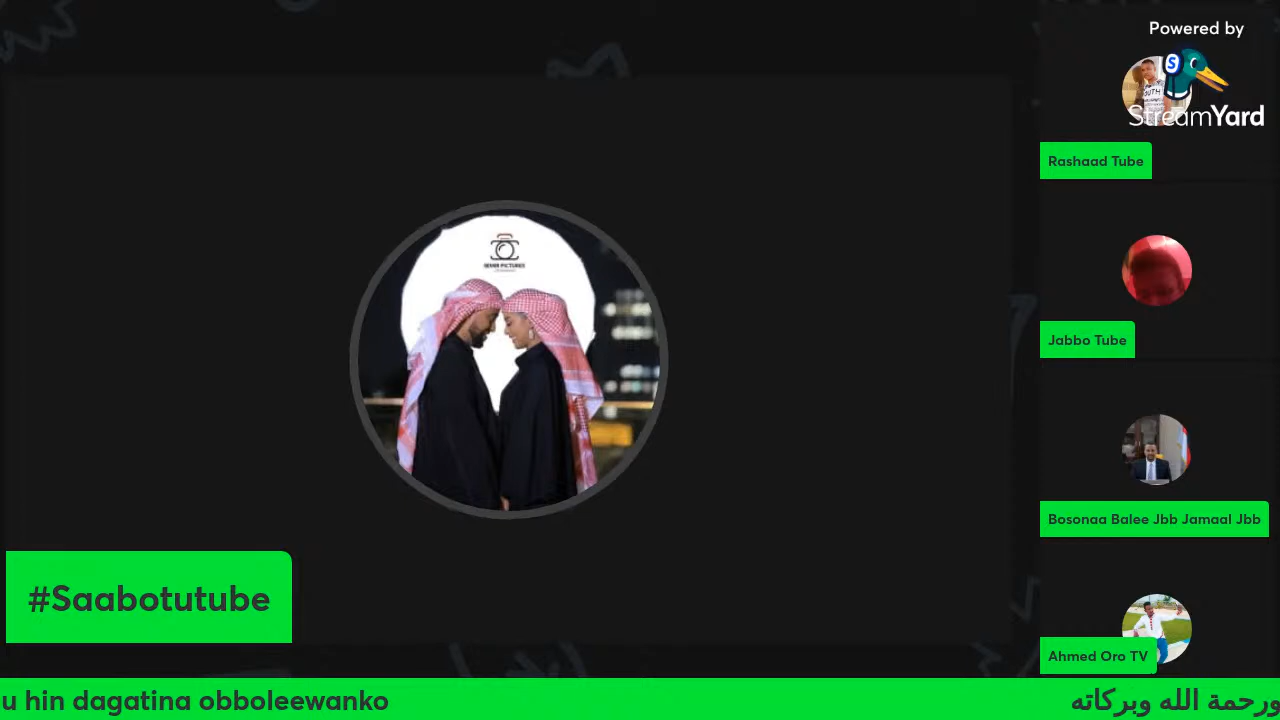 Powered by
StreamYard
Rashaad Tube
Jabbo Tube
Bosonaa Balee Jbb Jamaal Jbb
#Saabotutube
Ahmed Oro TV
u hin dagatina obboleewanko
ورحمة الله وبركاته